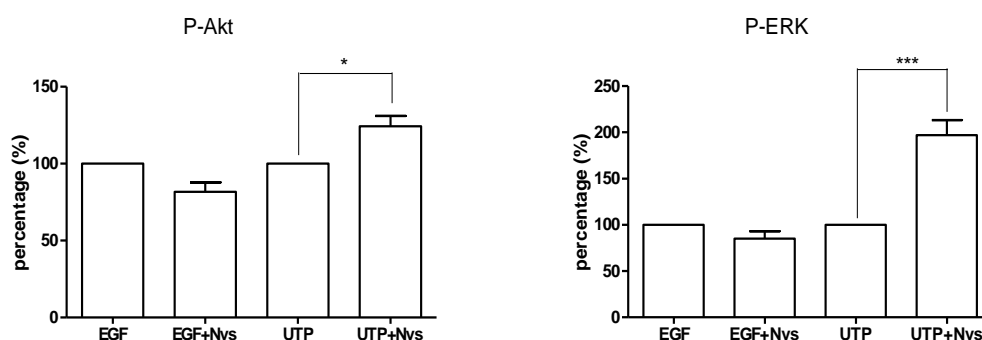 P-Akt
*
percentage (%)
150
100
50
0
EGF
EGF+Nvs
UTP
UTP+Nvs
P-ERK
***
percentage (%)
250
200
150
100
50
0
EGF
EGF+Nvs
UTP
UTP+Nvs